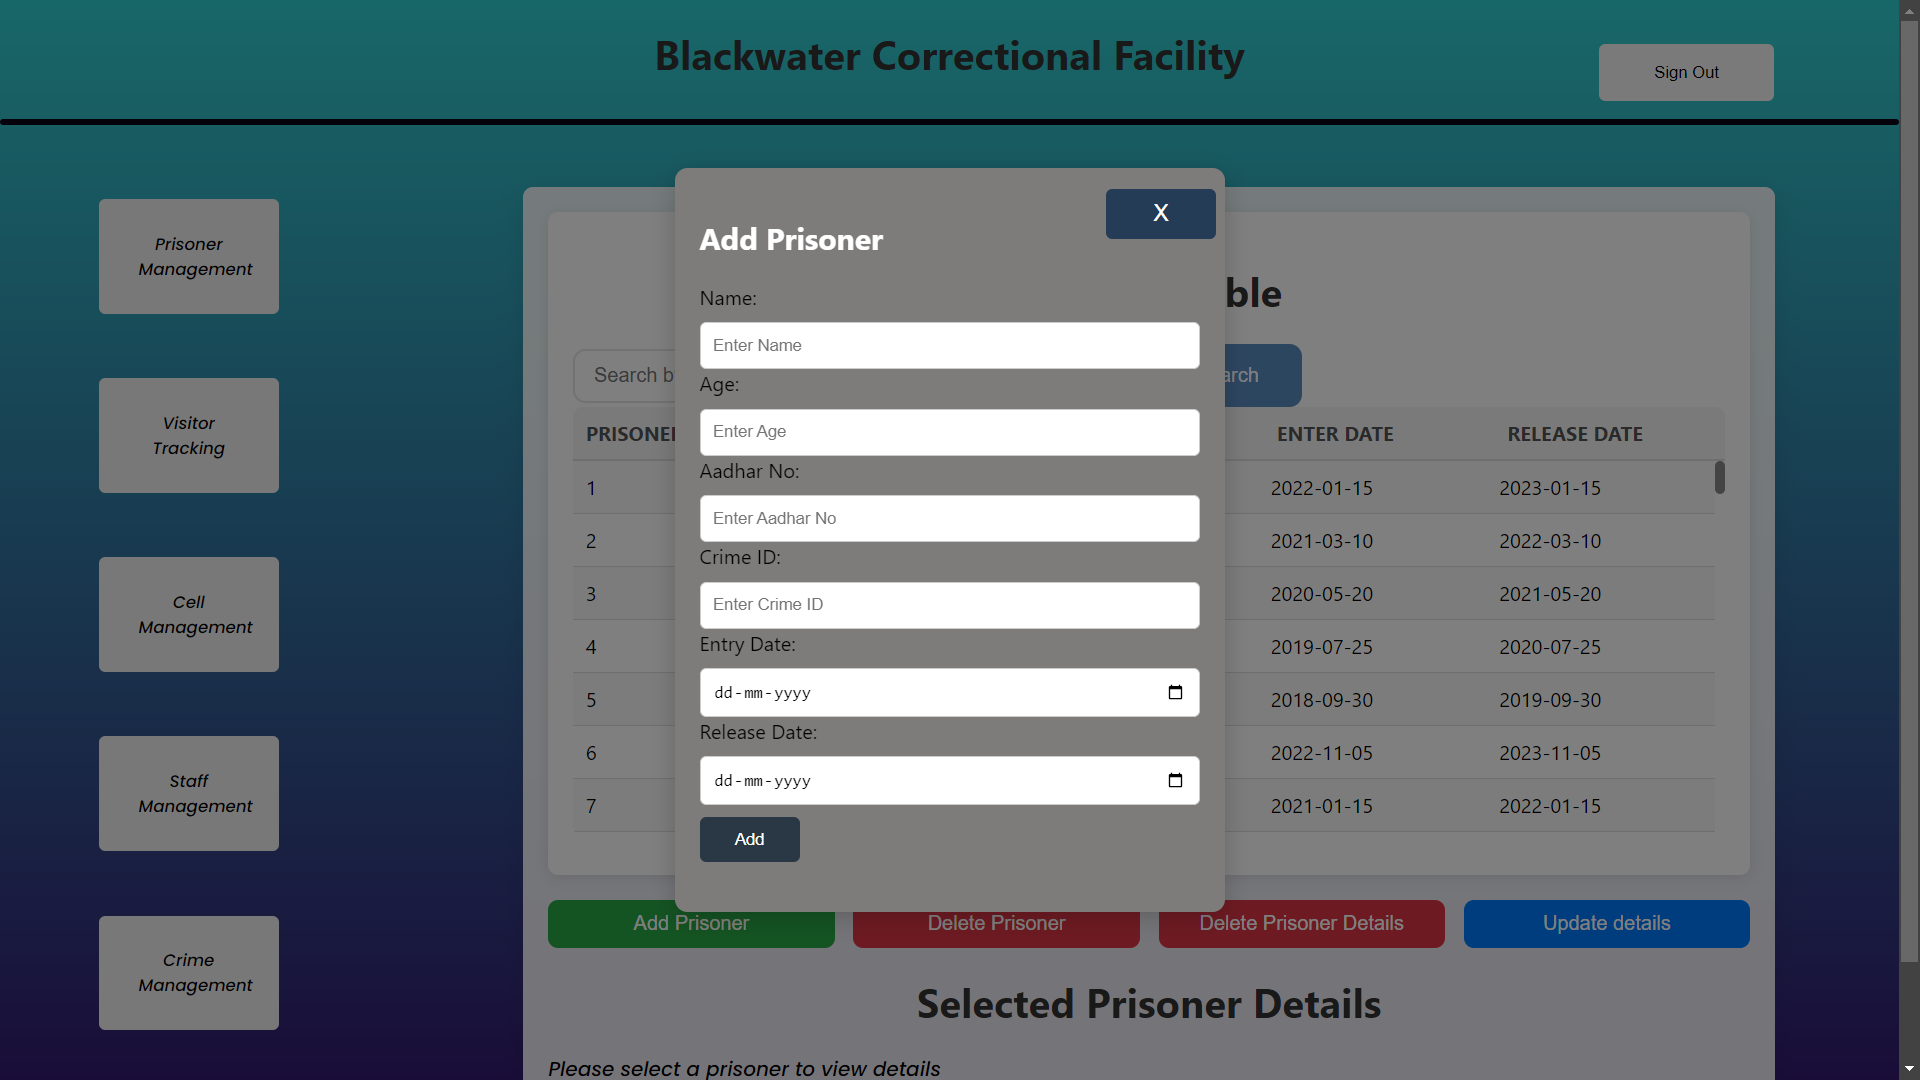 Blackwater Correctional Facility
Sign Out
Prisoner
Management
Visitor
Tracking
Cell
Management
Staff
Management
Crime
Management
X
Add Prisoner
Name:
Enter Name
Age:
Enter Age
Aadhar No:
Enter Aadhar No
Crime ID:
Enter Crime ID
Entry Date:
dd-mm-yyyy
Release Date:
dd-mm-yyyy
Add
ble
Search b
arch
PRISONE ENTER DATE RELEASE DATE
1 2022-01-15 2023-01-15
2 2021-03-10 2022-03-10
3 2020-05-20 2021-05-20
4 2019-07-25 2020-07-25
5 2018-09-30 2019-09-30
6 2022-11-05 2023-11-05
7 2021-01-15 2022-01-15
Add Prisoner
Delete Prisoner
Delete Prisoner Details
Update details
Selected Prisoner Details
Please select a prisoner to view details